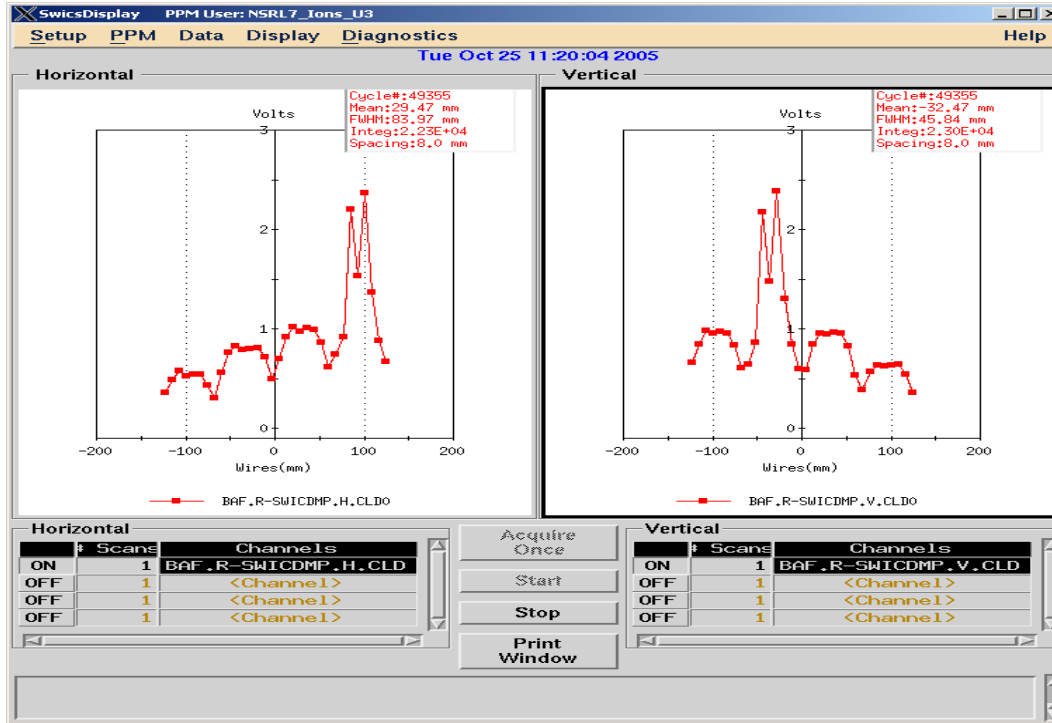 SwicsDisplay PPM User: NSRL7_Ions_U3
Setup PPM Data Display Diagnostics Help
Tue Oct 25 11:20:04 2005
Horizontal
Cycle#:49355
Mean:29.47 mm
FWHM:83.97 mm
Integ:2.23E+04
Spacing:8.0 mm
Volts
3
2
1
0
-200 -100 0 100 200
Wires(mm)
BAF.R-SWICDMP.H.CLD0
Vertical
Cycle#:49355
Mean:-32.47 mm
FWHM:45.84 mm
Integ:2.30E+04
Spacing:8.0 mm
Volts
3
2
1
0
-200 -100 0 100 200
Wires(mm)
BAF.R-SWICDMP.V.CLD0
Horizontal
# Scans Channels
ON 1 BAF.R-SWICDMP.H.CLD
OFF 1 <Channel>
OFF 1 <Channel>
OFF 1 <Channel>
Acquire
Once
Start
Stop
Print
Window
Vertical
# Scans Channels
ON 1 BAF.R-SWICDMP.V.CLD
OFF 1 <Channel>
OFF 1 <Channel>
OFF 1 <Channel>